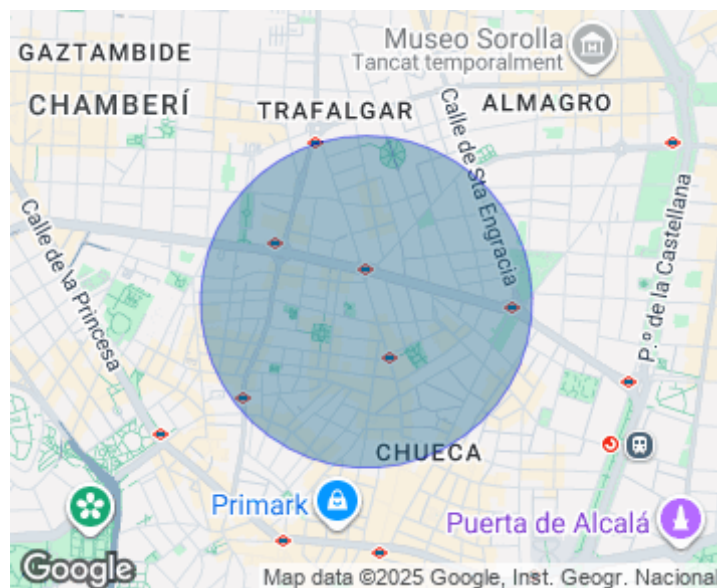 GAZTAMBIDE
Museo Sorolla
Tancat temporalment
CHAMBERÍ
TRAFALGAR
ALMAGRO
Calle de Sta Engracia
Calle de la Princesa
P.º de la Castellana
CHUECA
Primark
Puerta de Alcalá
Google
Map data ©2025 Google, Inst. Geogr. Nacional